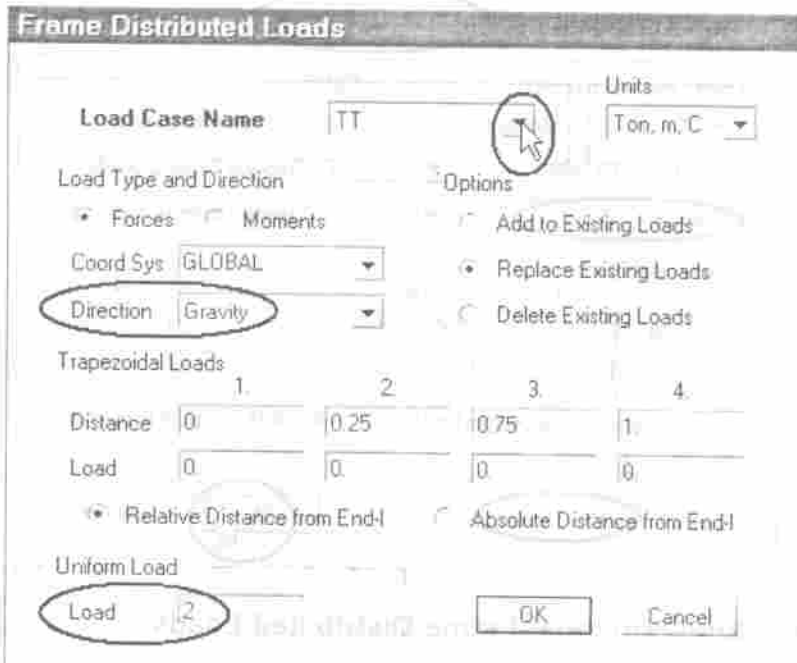 Frame Distributed Loads
Units
Load Case Name TT Ton, m, C
Load Type and Direction Options
Forces Moments Add to Existing Loads
Coord Sys GLOBAL Replace Existing Loads
Direction Gravity Delete Existing Loads
Trapezoidal Loads
1. 2. 3. 4.
Distance 0. 0.25 0.75 1.
Load 0. 0. 0. 0.
Relative Distance from End-I Absolute Distance from End-I
Uniform Load
Load 2 OK Cancel